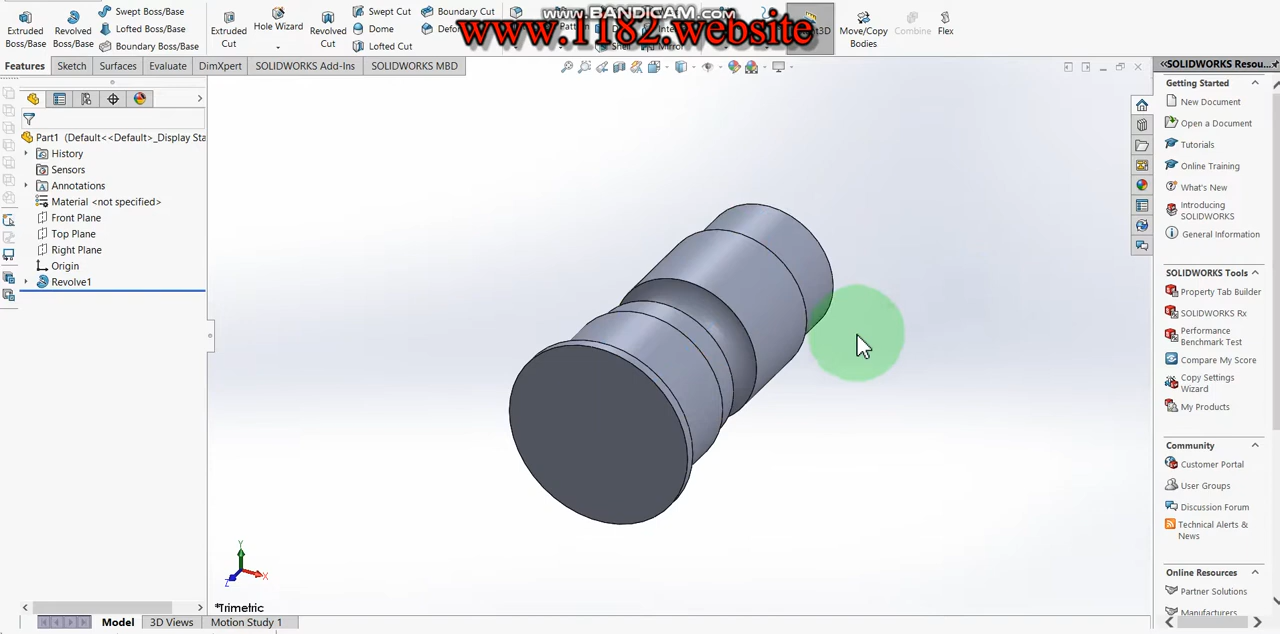 www.BANDICAM.com
www.1182.website
Extruded Boss/Base
Revolved Boss/Base
Swept Boss/Base
Lofted Boss/Base
Boundary Boss/Base
Extruded Cut
Hole Wizard
Revolved Cut
Swept Cut
Dome
Lofted Cut
Boundary Cut
Shell
Mirror
Move/Copy Bodies
Combine
Flex
Features
Sketch
Surfaces
Evaluate
DimXpert
SOLIDWORKS Add-Ins
SOLIDWORKS MBD
Part1 (Default<<Default>_Display Sta
History
Sensors
Annotations
Material <not specified>
Front Plane
Top Plane
Right Plane
Origin
Revolve1
Y
X
Z
*Trimetric
Model
3D Views
Motion Study 1
SOLIDWORKS Resou...
Getting Started
New Document
Open a Document
Tutorials
Online Training
What's New
Introducing
SOLIDWORKS
General Information
SOLIDWORKS Tools
Property Tab Builder
SOLIDWORKS Rx
Performance
Benchmark Test
Compare My Score
Copy Settings
Wizard
My Products
Community
Customer Portal
User Groups
Discussion Forum
Technical Alerts &
News
Online Resources
Partner Solutions
Manufacturers